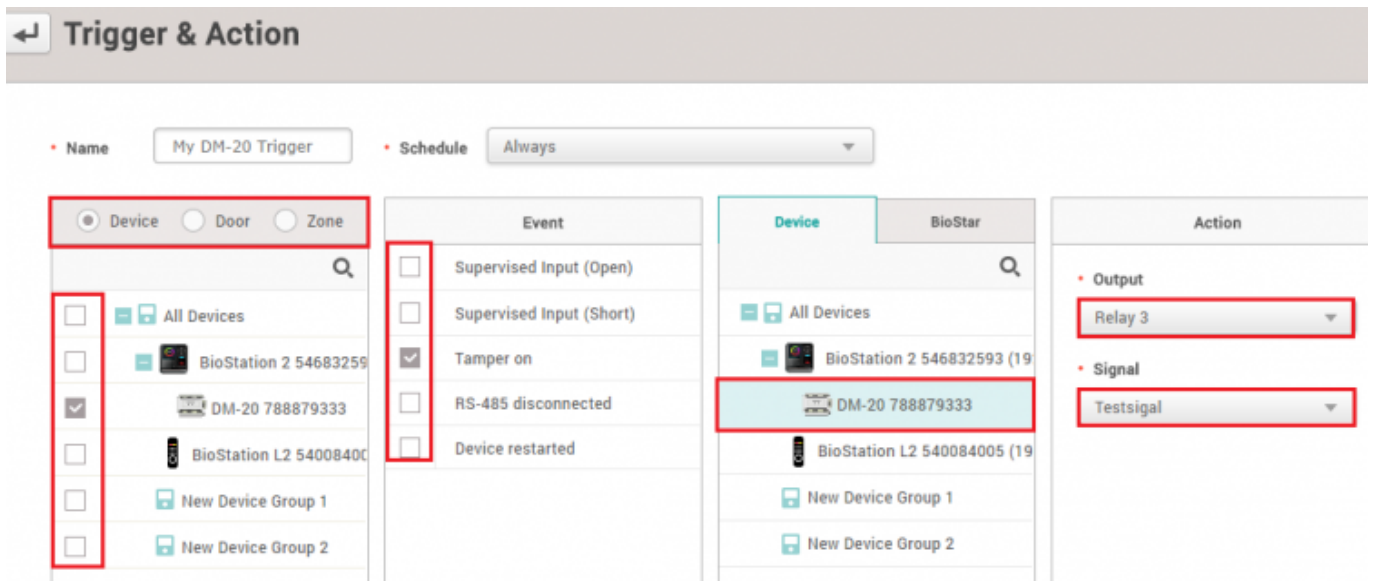 Trigger & Action
• Name My DM-20 Trigger • Schedule Always
Device Door Zone
All Devices
BioStation 2 54683259
DM-20 788879333
BioStation L2 5400840
New Device Group 1
New Device Group 2
Event
Supervised Input (Open)
Supervised Input (Short)
Tamper on
RS-485 disconnected
Device restarted
Device BioStar
All Devices
BioStation 2 546832593 (19
DM-20 788879333
BioStation L2 540084005 (19
New Device Group 1
New Device Group 2
Action
• Output
Relay 3
• Signal
Testsigal